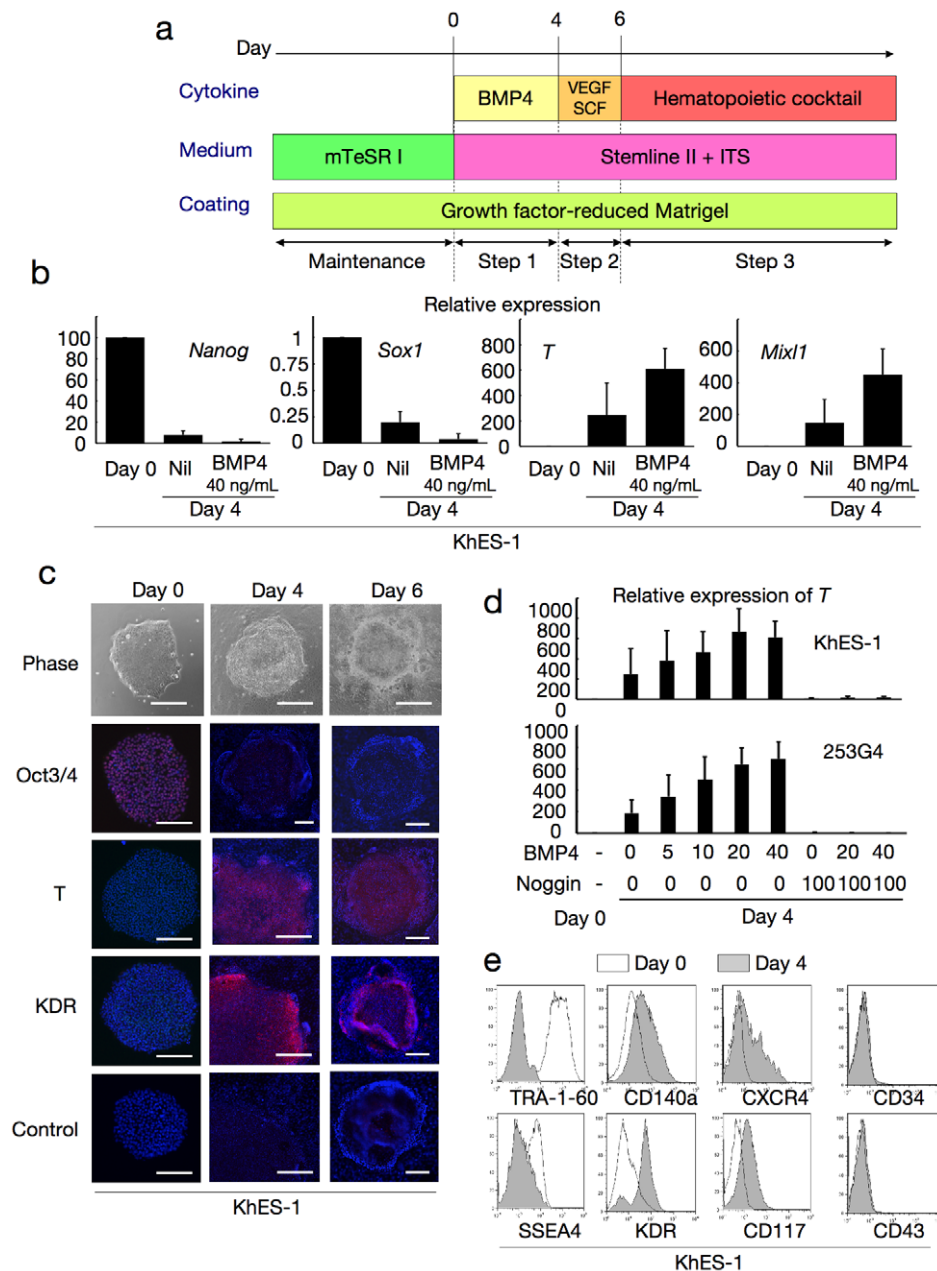 a
0 4 6
Day
Cytokine
BMP4
VEGF
SCF
Hematopoietic cocktail
Medium
mTeSR I
Stemline II + ITS
Coating
Growth factor-reduced Matrigel
Maintenance Step 1 Step 2 Step 3
b
Relative expression
100
80
60
40
20
0
Nanog
Day 0 Nil BMP4
40 ng/mL
Day 4
1
0.75
0.5
0.25
0
Sox1
Day 0 Nil BMP4
40 ng/mL
Day 4
800
600
400
200
0
T
Day 0 Nil BMP4
40 ng/mL
Day 4
800
600
400
200
0
Mixl1
Day 0 Nil BMP4
40 ng/mL
Day 4
KhES-1
c
Day 0 Day 4 Day 6
Phase
Oct3/4
T
KDR
Control
KhES-1
d
Relative expression of T
1000
800
600
400
200
0
KhES-1
1000
800
600
400
200
0
253G4
BMP4 - 0 5 10 20 40 0 20 40
Noggin - 0 0 0 0 0 100 100 100
Day 0 Day 4
e
Day 0 Day 4
TRA-1-60 CD140a CXCR4 CD34
SSEA4 KDR CD117 CD43
KhES-1